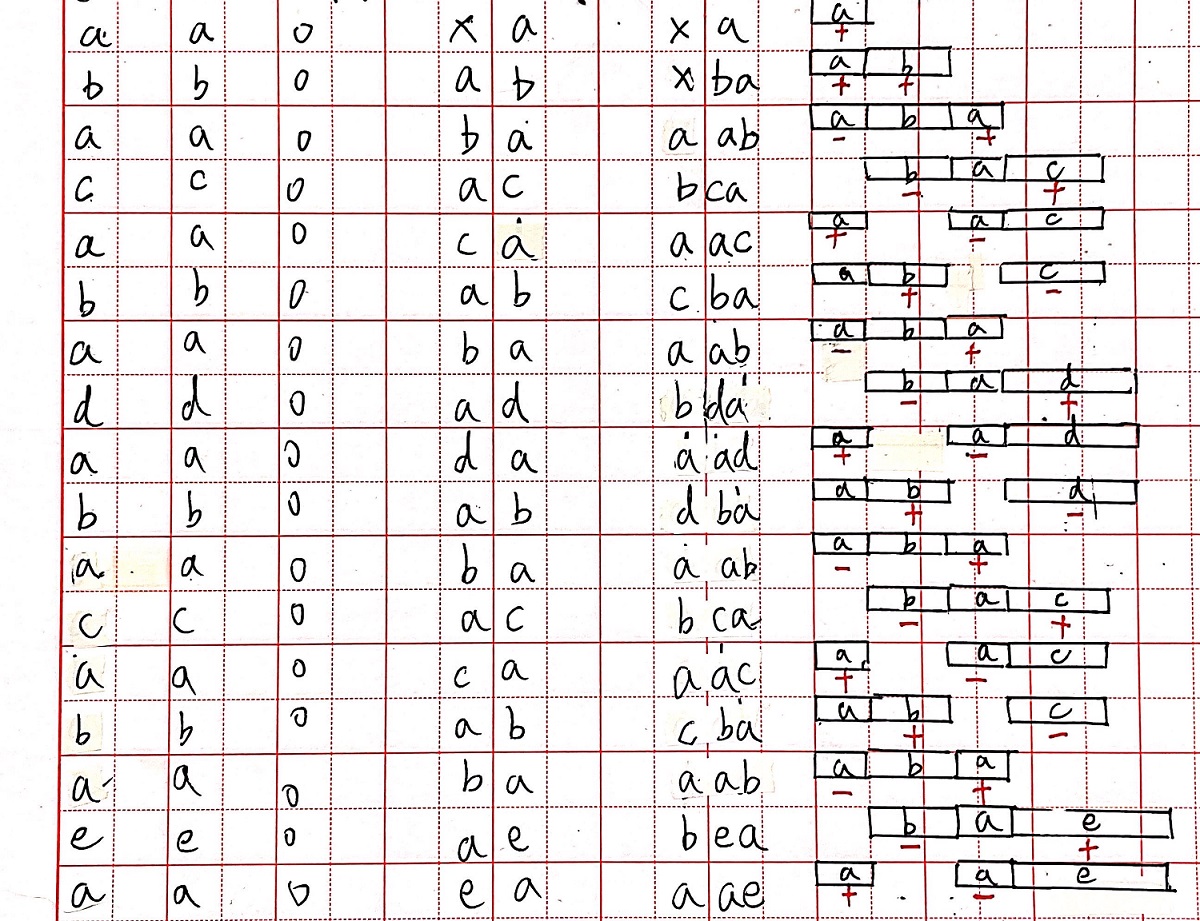 a a 0 x a x a a +
b b 0 a b x ba a + b +
a a 0 b a a ab a - b a +
c c 0 a c b ca b - a c +
a a 0 c a a ac a + a - c
b b 0 a b c ba a b + c -
a a 0 b a a ab a - b a +
d d 0 a d b da b - a d +
a a 0 d a a ad a + a - d
b b 0 a b d ba a b + d -
a a 0 b a a ab a - b a +
c c 0 a c b ca b - a c +
a a 0 c a a ac a + a - c
b b 0 a b c ba a b + c -
a a 0 b a a ab a - b a +
e e 0 a e b ea b - a e +
a a 0 e a a ae a + a - e